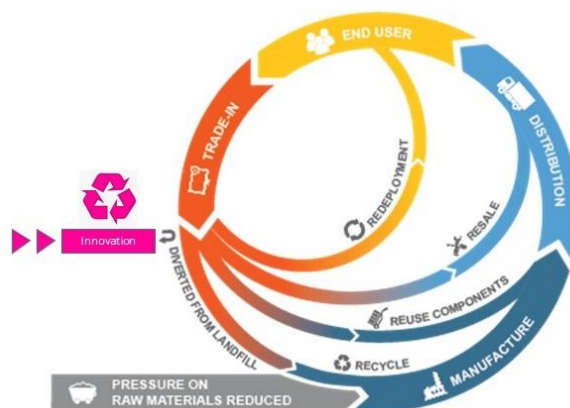 END USER
TRADE-IN
DISTRIBUTION
REDEPLOYMENT
RESALE
Innovation
DIVERTED FROM LANDFILL
REUSE COMPONENTS
RECYCLE
MANUFACTURE
PRESSURE ON
RAW MATERIALS REDUCED